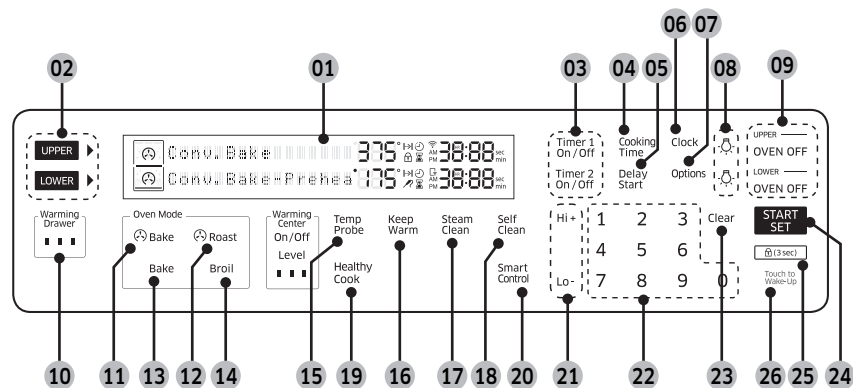 06 07
02 01 03 04 05 08 09
UPPER
LOWER
Conv. Bake 375° AM PM 38:88 sec min
Conv. Bake-Prehea 175° AM PM 38:88 sec min
Timer 1
On / Off
Timer 2
On / Off
Cooking
Time
Delay
Start
Clock
Options
UPPER
OVEN OFF
LOWER
OVEN OFF
Warming
Drawer
Oven Mode
Bake
Roast
Bake
Broil
Warming
Center
On/Off
Level
Temp
Probe
Healthy
Cook
Keep
Warm
Steam
Clean
Self
Clean
Smart
Control
Hi +
Lo -
1 2 3
4 5 6
7 8 9 0
Clear
START
SET
(3 sec)
Touch to
Wake-Up
10 11 13 12 14 15 19 16 17 18 20 21 22 23 26 25 24